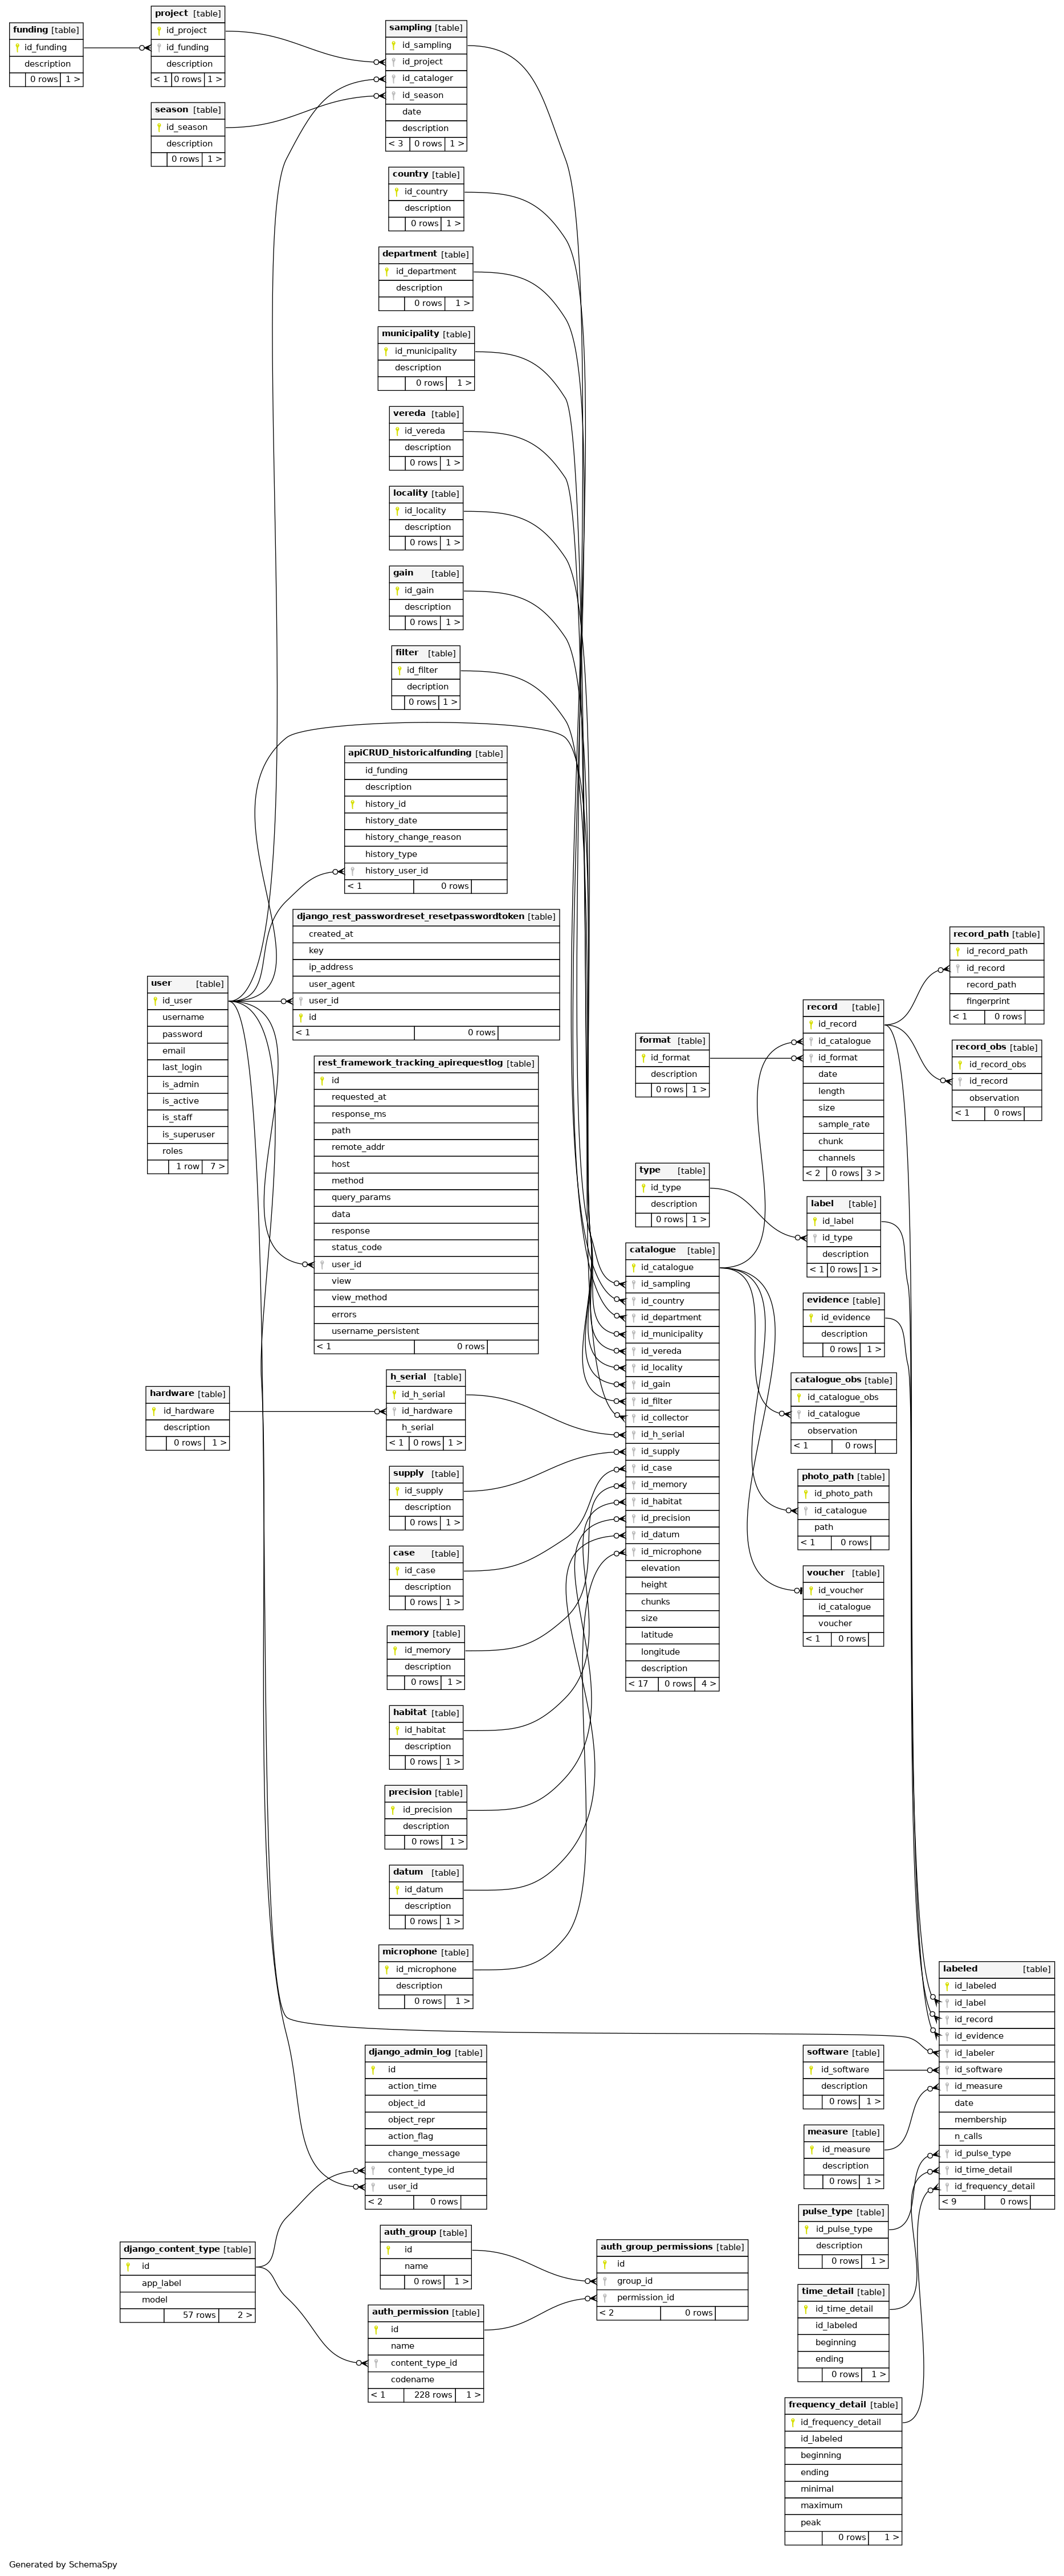 funding [table]
id_funding
description
0 rows 1 >
project [table]
id_project
id_funding
description
< 1 0 rows 1 >
season [table]
id_season
description
0 rows 1 >
sampling [table]
id_sampling
id_project
id_cataloger
id_season
date
description
< 3 0 rows 1 >
country [table]
id_country
description
0 rows 1 >
department [table]
id_department
description
0 rows 1 >
municipality [table]
id_municipality
description
0 rows 1 >
vereda [table]
id_vereda
description
0 rows 1 >
locality [table]
id_locality
description
0 rows 1 >
gain [table]
id_gain
description
0 rows 1 >
filter [table]
id_filter
decription
0 rows 1 >
apiCRUD_historicalfunding [table]
id_funding
description
history_id
history_date
history_change_reason
history_type
history_user_id
< 1 0 rows
django_rest_passwordreset_resetpasswordtoken [table]
created_at
key
ip_address
user_agent
user_id
id
< 1 0 rows
user [table]
id_user
username
password
email
last_login
is_admin
is_active
is_staff
is_superuser
roles
1 row 7 >
rest_framework_tracking_apirequestlog [table]
id
requested_at
response_ms
path
remote_addr
host
method
query_params
data
response
status_code
user_id
view
view_method
errors
username_persistent
< 1 0 rows
hardware [table]
id_hardware
description
0 rows 1 >
h_serial [table]
id_h_serial
id_hardware
h_serial
< 1 0 rows 1 >
supply [table]
id_supply
description
0 rows 1 >
case [table]
id_case
description
0 rows 1 >
memory [table]
id_memory
description
0 rows 1 >
habitat [table]
id_habitat
description
0 rows 1 >
precision [table]
id_precision
description
0 rows 1 >
datum [table]
id_datum
description
0 rows 1 >
microphone [table]
id_microphone
description
0 rows 1 >
format [table]
id_format
description
0 rows 1 >
type [table]
id_type
description
0 rows 1 >
catalogue [table]
id_catalogue
id_sampling
id_country
id_department
id_municipality
id_vereda
id_locality
id_gain
id_filter
id_collector
id_h_serial
id_supply
id_case
id_memory
id_habitat
id_precision
id_datum
id_microphone
elevation
height
chunks
size
latitude
longitude
description
< 17 0 rows 4 >
record [table]
id_record
id_catalogue
id_format
date
length
size
sample_rate
chunk
channels
< 2 0 rows 3 >
record_path [table]
id_record_path
id_record
record_path
fingerprint
< 1 0 rows
record_obs [table]
id_record_obs
id_record
observation
< 1 0 rows
label [table]
id_label
id_type
description
< 1 0 rows 1 >
evidence [table]
id_evidence
description
0 rows 1 >
catalogue_obs [table]
id_catalogue_obs
id_catalogue
observation
< 1 0 rows
photo_path [table]
id_photo_path
id_catalogue
path
< 1 0 rows
voucher [table]
id_voucher
id_catalogue
voucher
< 1 0 rows
labeled [table]
id_labeled
id_label
id_record
id_evidence
id_labeler
id_software
id_measure
date
membership
n_calls
id_pulse_type
id_time_detail
id_frequency_detail
< 9 0 rows
software [table]
id_software
description
0 rows 1 >
measure [table]
id_measure
description
0 rows 1 >
pulse_type [table]
id_pulse_type
description
0 rows 1 >
time_detail [table]
id_time_detail
id_labeled
beginning
ending
0 rows 1 >
frequency_detail [table]
id_frequency_detail
id_labeled
beginning
ending
minimal
maximum
peak
0 rows 1 >
django_admin_log [table]
id
action_time
object_id
object_repr
action_flag
change_message
content_type_id
user_id
< 2 0 rows
django_content_type [table]
id
app_label
model
57 rows 2 >
auth_group [table]
id
name
0 rows 1 >
auth_permission [table]
id
name
content_type_id
codename
< 1 228 rows 1 >
auth_group_permissions [table]
id
group_id
permission_id
< 2 0 rows
Generated by SchemaSpy